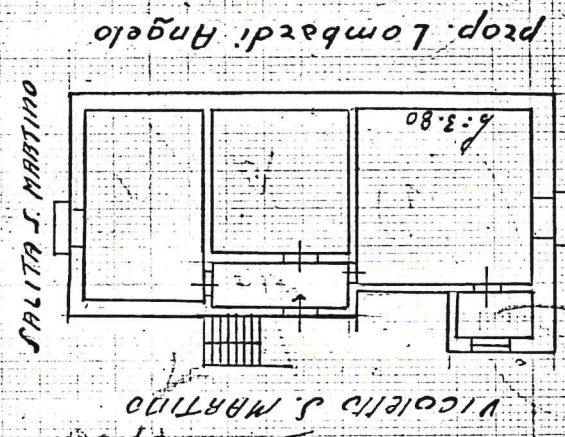 prop. Lombardi Angelo
SALITA S. MARTINO
h=3.80
Vicoletto S. MARTINO